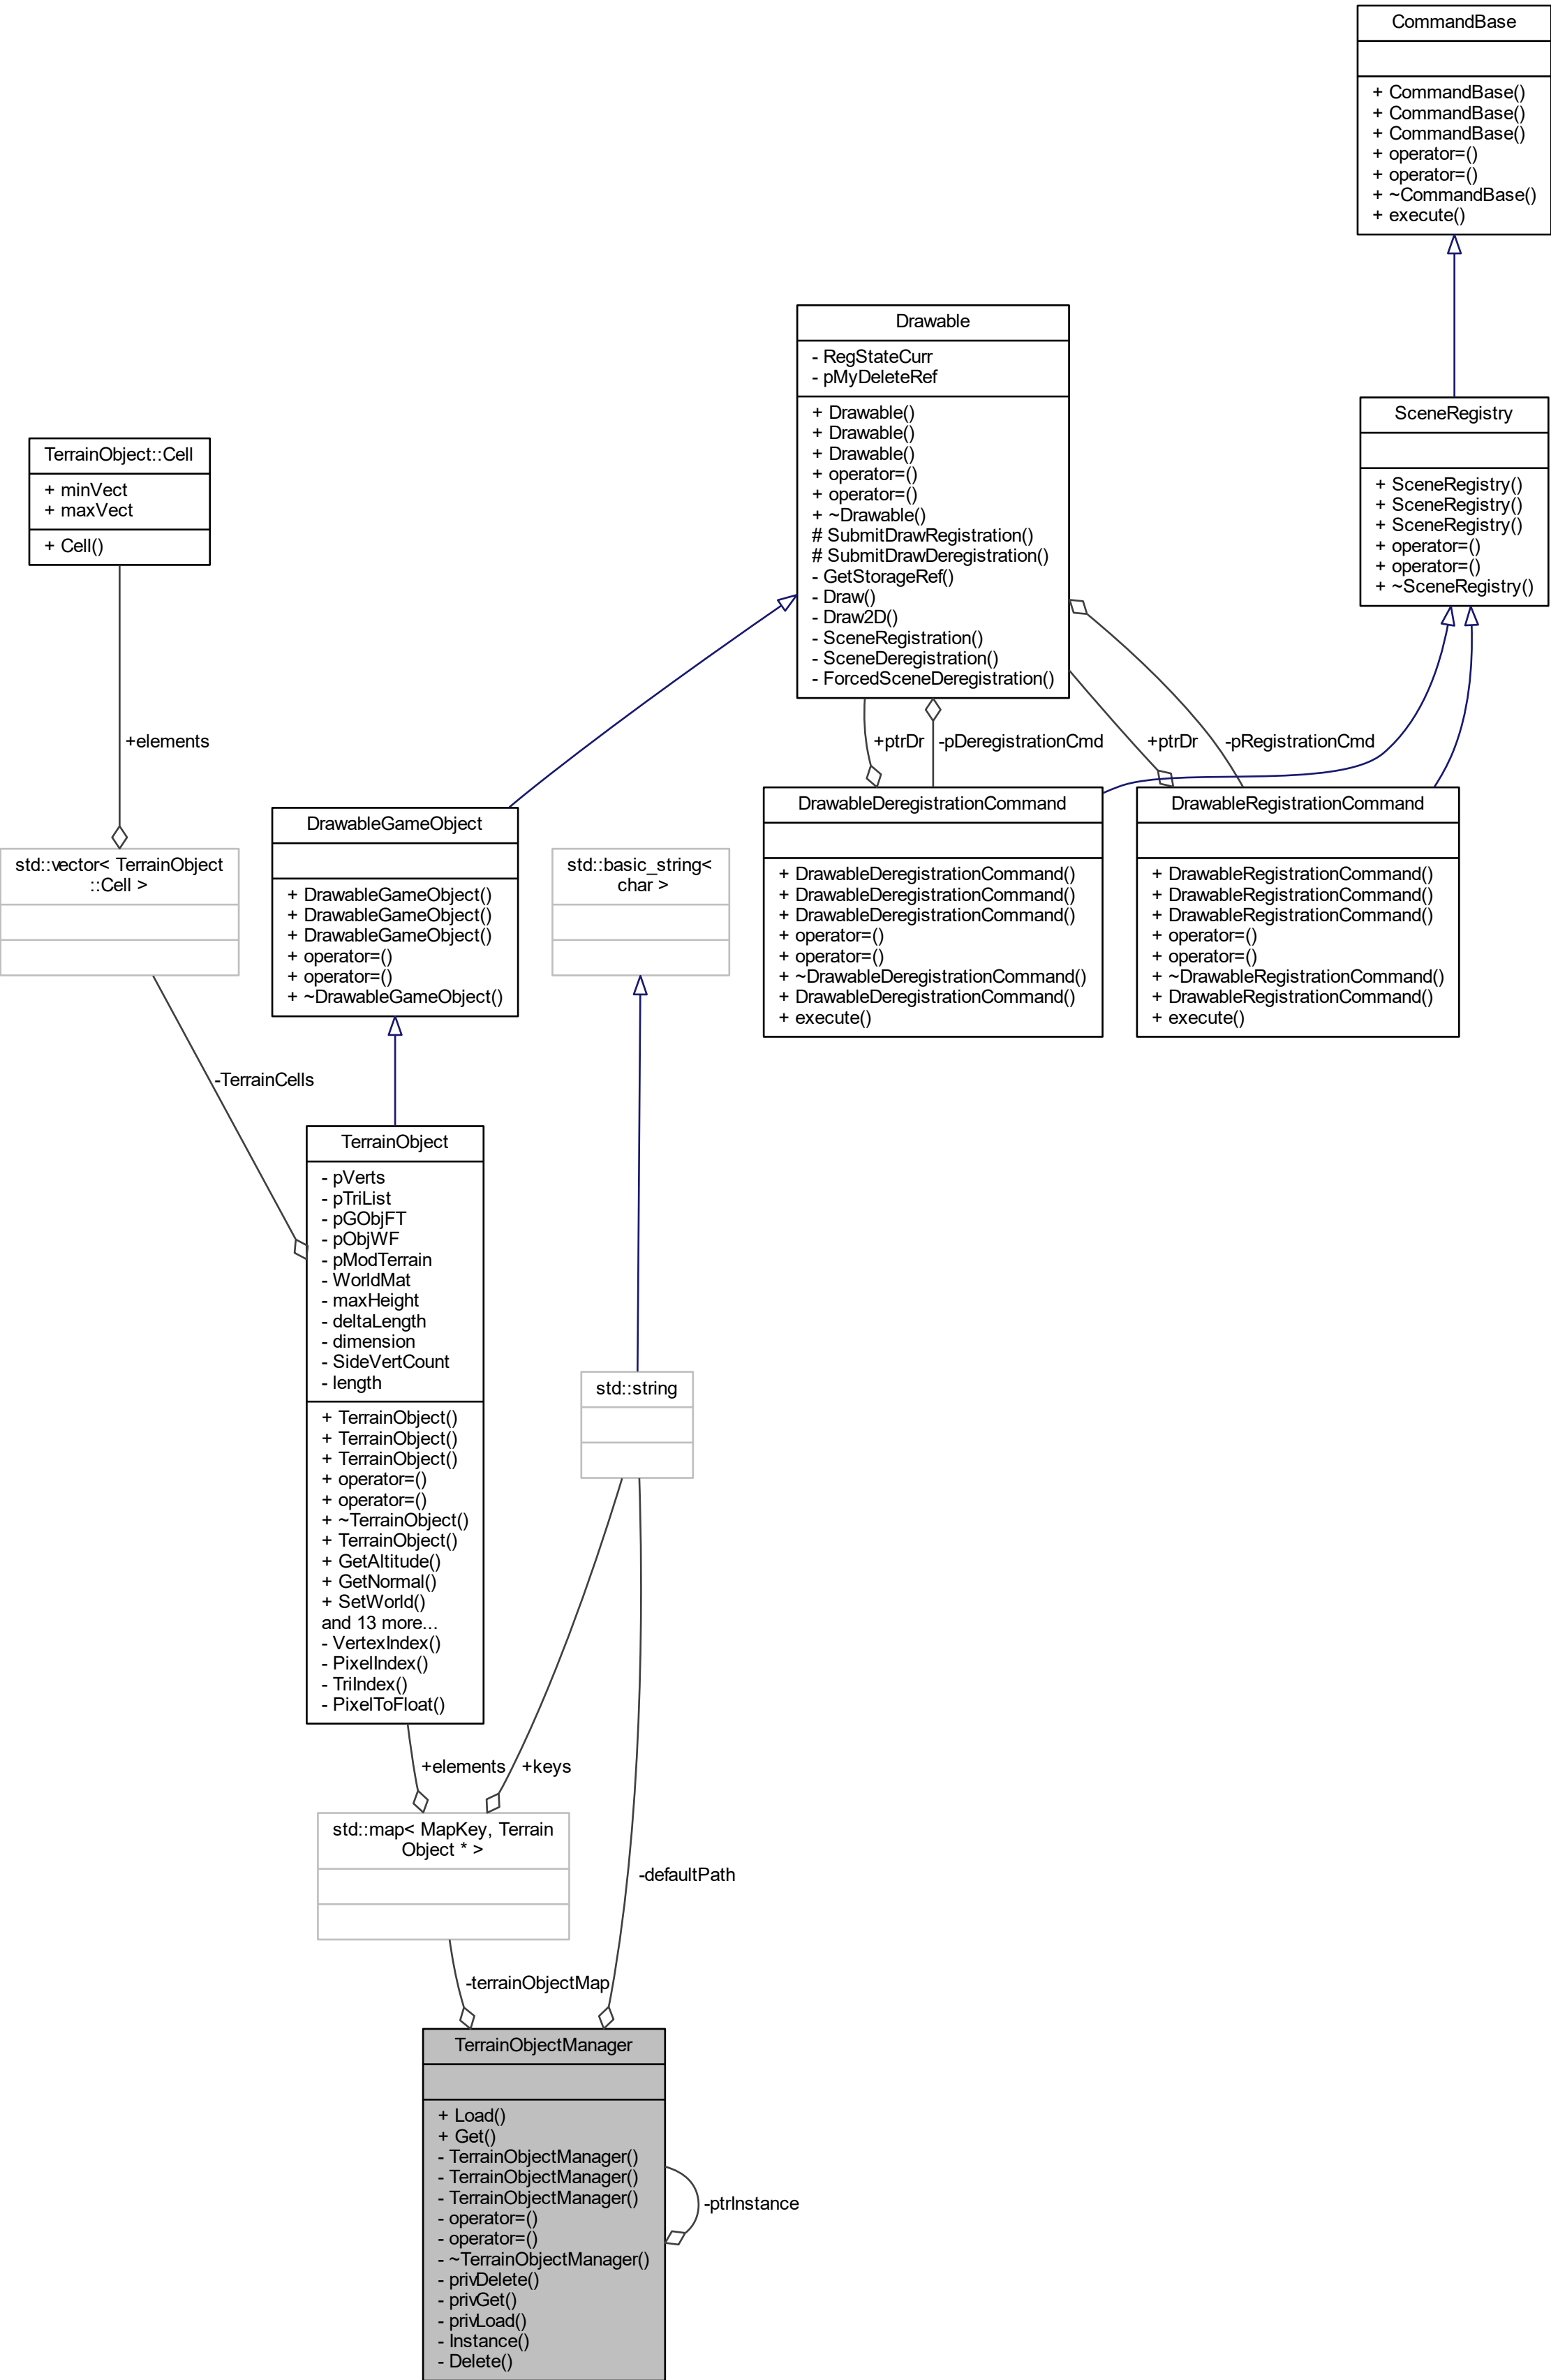 CommandBase
+ CommandBase()
+ CommandBase()
+ CommandBase()
+ operator=()
+ operator=()
+ ~CommandBase()
+ execute()
Drawable
- RegStateCurr
- pMyDeleteRef
+ Drawable()
+ Drawable()
+ Drawable()
+ operator=()
+ operator=()
+ ~Drawable()
# SubmitDrawRegistration()
# SubmitDrawDeregistration()
- GetStorageRef()
- Draw()
- Draw2D()
- SceneRegistration()
- SceneDeregistration()
- ForcedSceneDeregistration()
SceneRegistry
+ SceneRegistry()
+ SceneRegistry()
+ SceneRegistry()
+ operator=()
+ operator=()
+ ~SceneRegistry()
TerrainObject::Cell
+ minVect
+ maxVect
+ Cell()
+elements
+ptrDr
-pDeregistrationCmd
+ptrDr
-pRegistrationCmd
std::vector< TerrainObject
::Cell >
DrawableGameObject
+ DrawableGameObject()
+ DrawableGameObject()
+ DrawableGameObject()
+ operator=()
+ operator=()
+ ~DrawableGameObject()
std::basic_string<
char >
DrawableDeregistrationCommand
+ DrawableDeregistrationCommand()
+ DrawableDeregistrationCommand()
+ DrawableDeregistrationCommand()
+ operator=()
+ operator=()
+ ~DrawableDeregistrationCommand()
+ DrawableDeregistrationCommand()
+ execute()
DrawableRegistrationCommand
+ DrawableRegistrationCommand()
+ DrawableRegistrationCommand()
+ DrawableRegistrationCommand()
+ operator=()
+ operator=()
+ ~DrawableRegistrationCommand()
+ DrawableRegistrationCommand()
+ execute()
-TerrainCells
TerrainObject
- pVerts
- pTriList
- pGObjFT
- pObjWF
- pModTerrain
- WorldMat
- maxHeight
- deltaLength
- dimension
- SideVertCount
- length
+ TerrainObject()
+ TerrainObject()
+ TerrainObject()
+ operator=()
+ operator=()
+ ~TerrainObject()
+ TerrainObject()
+ GetAltitude()
+ GetNormal()
+ SetWorld()
and 13 more...
- VertexIndex()
- PixelIndex()
- TriIndex()
- PixelToFloat()
std::string
+elements
+keys
std::map< MapKey, Terrain
Object * >
-defaultPath
-terrainObjectMap
TerrainObjectManager
+ Load()
+ Get()
- TerrainObjectManager()
- TerrainObjectManager()
- TerrainObjectManager()
- operator=()
- operator=()
- ~TerrainObjectManager()
- privDelete()
- privGet()
- privLoad()
- Instance()
- Delete()
-ptrInstance